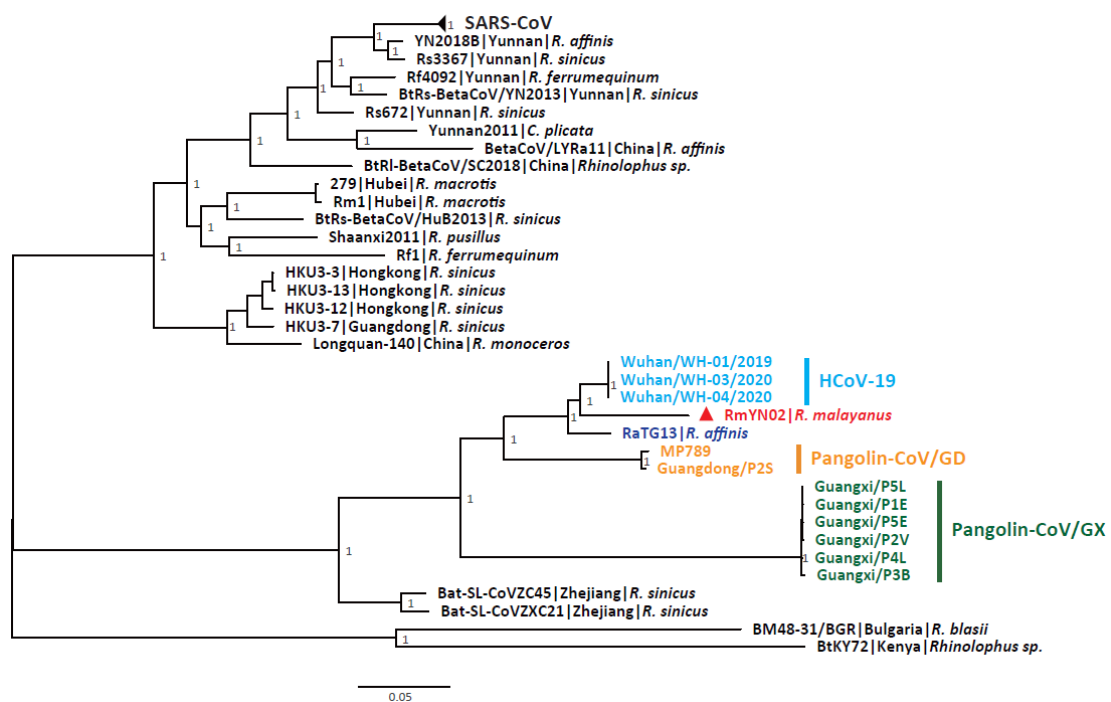 SARS-CoV
1
YN2018B|Yunnan|R. affinis
1
1
Rs3367|Yunnan|R. sinicus
1
Rf4092|Yunnan|R. ferrumequinum
1
BtRs-BetaCoV/YN2013|Yunnan|R. sinicus
1
Rs672|Yunnan|R. sinicus
1
Yunnan2011|C. plicata
1
1
BetaCoV/LYRa11|China|R. affinis
BtRl-BetaCoV/SC2018|China|Rhinolophus sp.
1
279|Hubei|R. macrotis
Rm1|Hubei|R. macrotis
1
BtRs-BetaCoV/HuB2013|R. sinicus
1
Shaanxi2011|R. pusillus
1
Rf1|R. ferrumequinum
1
HKU3-3|Hongkong|R. sinicus
HKU3-13|Hongkong|R. sinicus
HKU3-12|Hongkong|R. sinicus
HKU3-7|Guangdong|R. sinicus
1
Longquan-140|China|R. monoceros
Wuhan/WH-01/2019
Wuhan/WH-03/2020
1
HCoV-19
Wuhan/WH-04/2020
1
RmYN02|R. malayanus
1
RaTG13|R. affinis
1
MP789
1
Guangdong/P2S
Pangolin-CoV/GD
Guangxi/P5L
Guangxi/P1E
1
Guangxi/P5E
Guangxi/P2V
Pangolin-CoV/GX
1
Guangxi/P4L
1
Guangxi/P3B
Bat-SL-CoVZC45|Zhejiang|R. sinicus
1
Bat-SL-CoVZXC21|Zhejiang|R. sinicus
BM48-31/BGR|Bulgaria|R. blasii
1
BtKY72|Kenya|Rhinolophus sp.
0.05